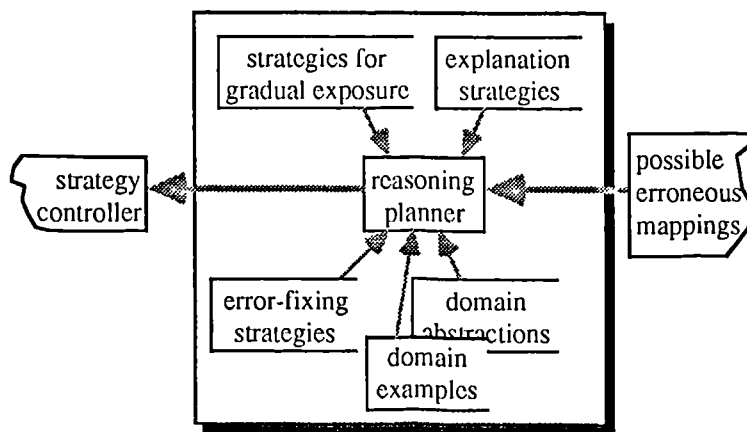 strategies for
gradual exposure
explanation
strategies
strategy
controller
reasoning
planner
possible
erroneous
mappings
error-fixing
strategies
domain
abstractions
domain
examples